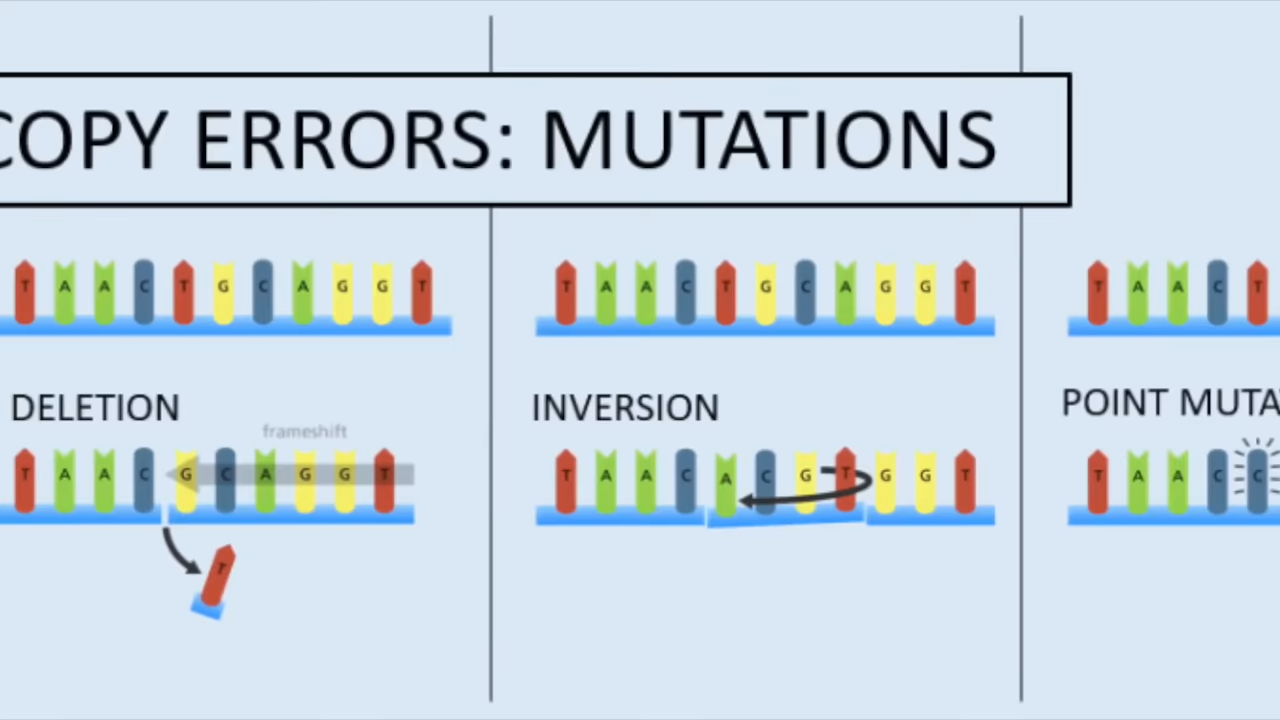 COPY ERRORS: MUTATIONS
T A A C T G C A G G T
T A A C T G C A G G T
T A A C T
DELETION
INVERSION
POINT MUTA
frameshift
T A A C G C A G G T
T A A C A C G T G G T
T A A C C
T